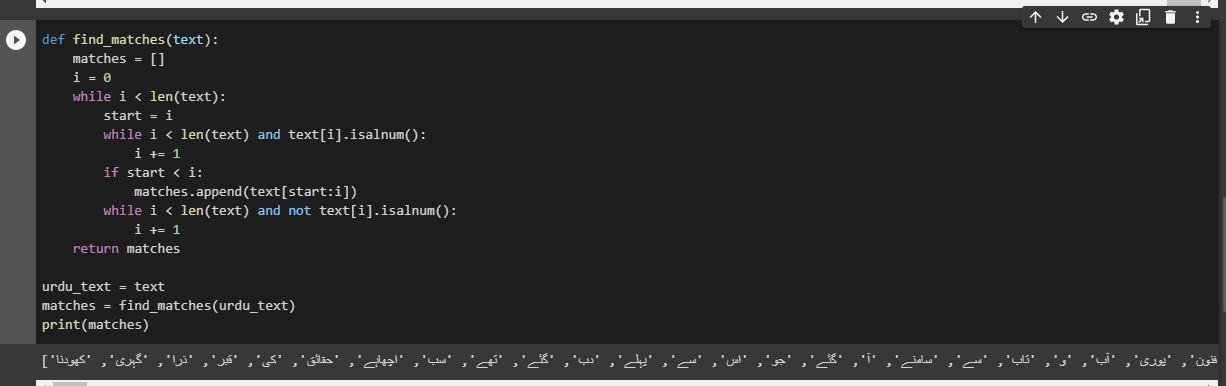 def find_matches(text):
matches = []
i = 0
while i < len(text):
start = i
while i < len(text) and text[i].isalnum():
i += 1
if start < i:
matches.append(text[start:i])
while i < len(text) and not text[i].isalnum():
i += 1
return matches
urdu_text = text
matches = find_matches(urdu_text)
print(matches)
فنون', 'پوری', 'آب', 'و', 'تاب', 'سے', 'سامنے', 'آ', 'گئے', 'جو', 'اس', 'سے', 'پہلے', 'دب', 'گئے', 'تھے', 'سب', 'اچھاہے', 'حقائق', 'کی', 'قبر', 'ذرا', 'گہری', 'کھودنا'[